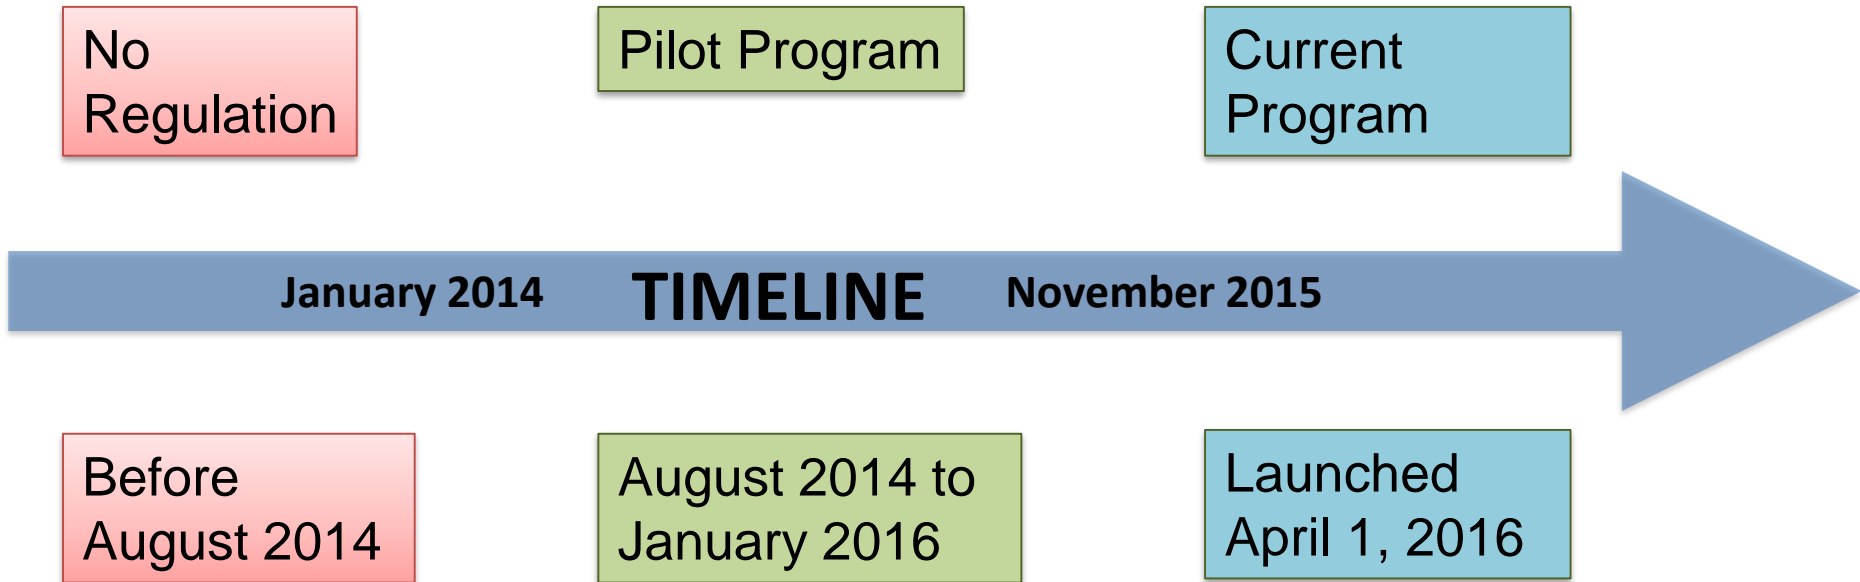 No
Regulation
Pilot Program
Current
Program
January 2014
TIMELINE
November 2015
Before
August 2014
August 2014 to
January 2016
Launched
April 1, 2016